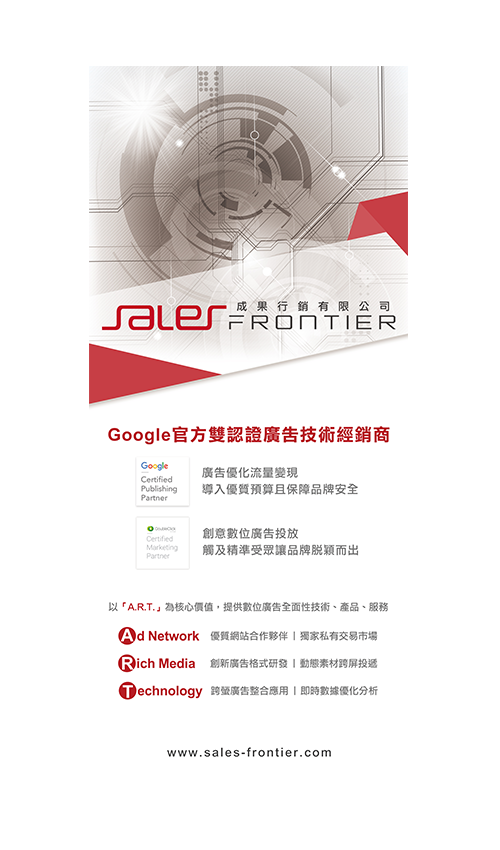 成果行銷有限公司
SALES FRONTIER
Google官方雙認證廣告技術經銷商
Google
Certified
Publishing
Partner
廣告優化流量變現
導入優質預算且保障品牌安全
DoubleClick
Certified
Marketing
Partner
創意數位廣告投放
觸及精準受眾讓品牌脫穎而出
以「A.R.T.」為核心價值，提供數位廣告全面性技術、產品、服務
Ad Network 優質網站合作夥伴 | 獨家私有交易市場
Rich Media 創新廣告格式研發 | 動態素材跨屏投遞
Technology 跨螢廣告整合應用 | 即時數據優化分析
www.sales-frontier.com